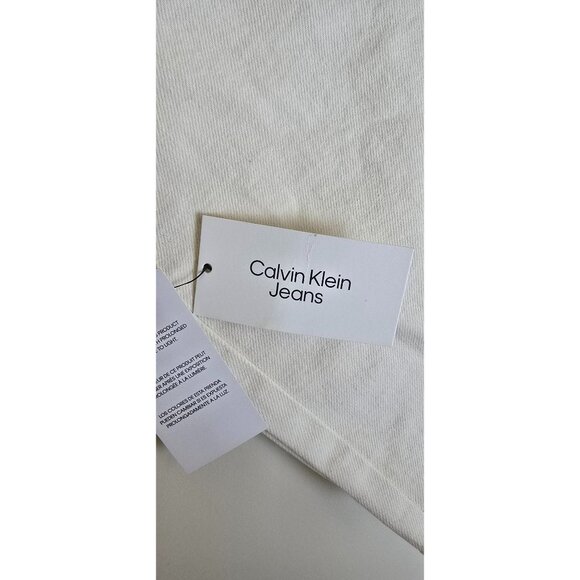 Calvin Klein
Jeans
PRODUCT
PROLONGED
TO LIGHT.
DE CE PRODUIT PEUT
APRÈS UNE EXPOSITION
À LA LUMIÈRE.
LOS COLORES DE ESTA PRENDA
PUEDEN CAMBIAR SI ES EXPUESTA
PROLONGADAMENTE A LA LUZ.